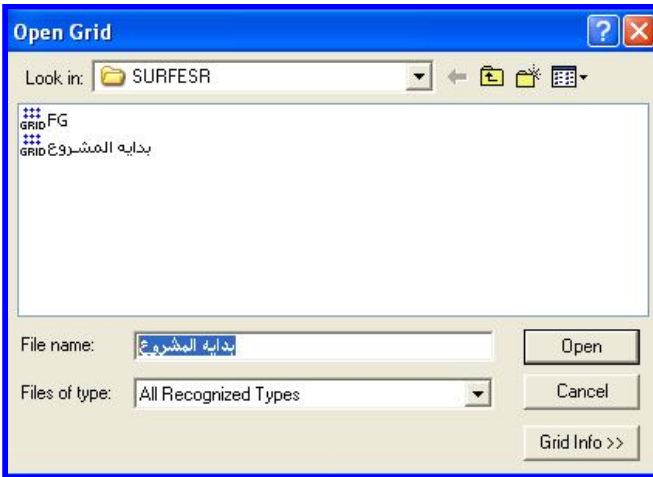 Open Grid
Look in: SURFESR
GRID FG
GRID بدايه المشروع
File name: بدايه المشروع Open
Files of type: All Recognized Types Cancel
Grid Info >>